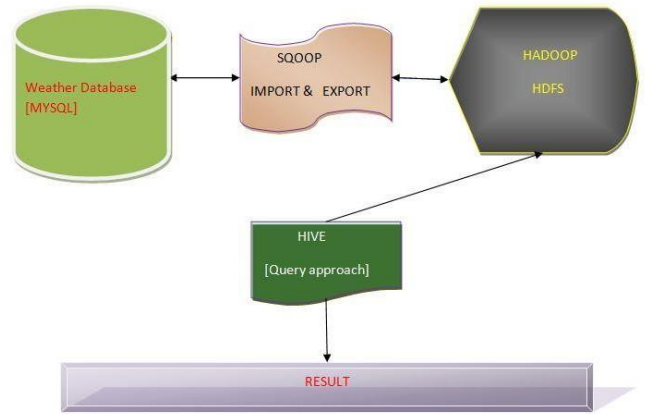 Weather Database
[MYSQL]
SQOOP
IMPORT & EXPORT
HADOOP
HDFS
HIVE
[Query approach]
RESULT